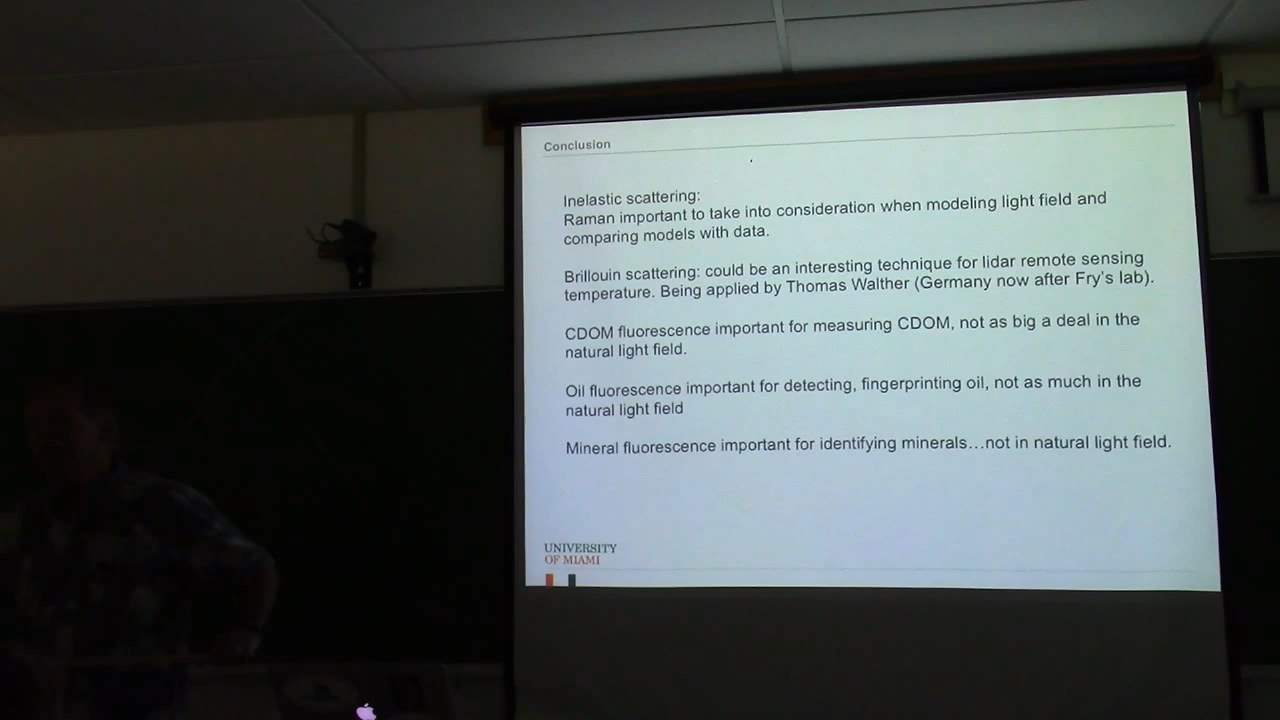 Conclusion
Inelastic scattering:
Raman important to take into consideration when modeling light field and
comparing models with data.
Brillouin scattering: could be an interesting technique for lidar remote sensing
temperature. Being applied by Thomas Walther (Germany now after Fry's lab).
CDOM fluorescence important for measuring CDOM, not as big a deal in the
natural light field.
Oil fluorescence important for detecting, fingerprinting oil, not as much in the
natural light field
Mineral fluorescence important for identifying minerals…not in natural light field.
UNIVERSITY
OF MIAMI